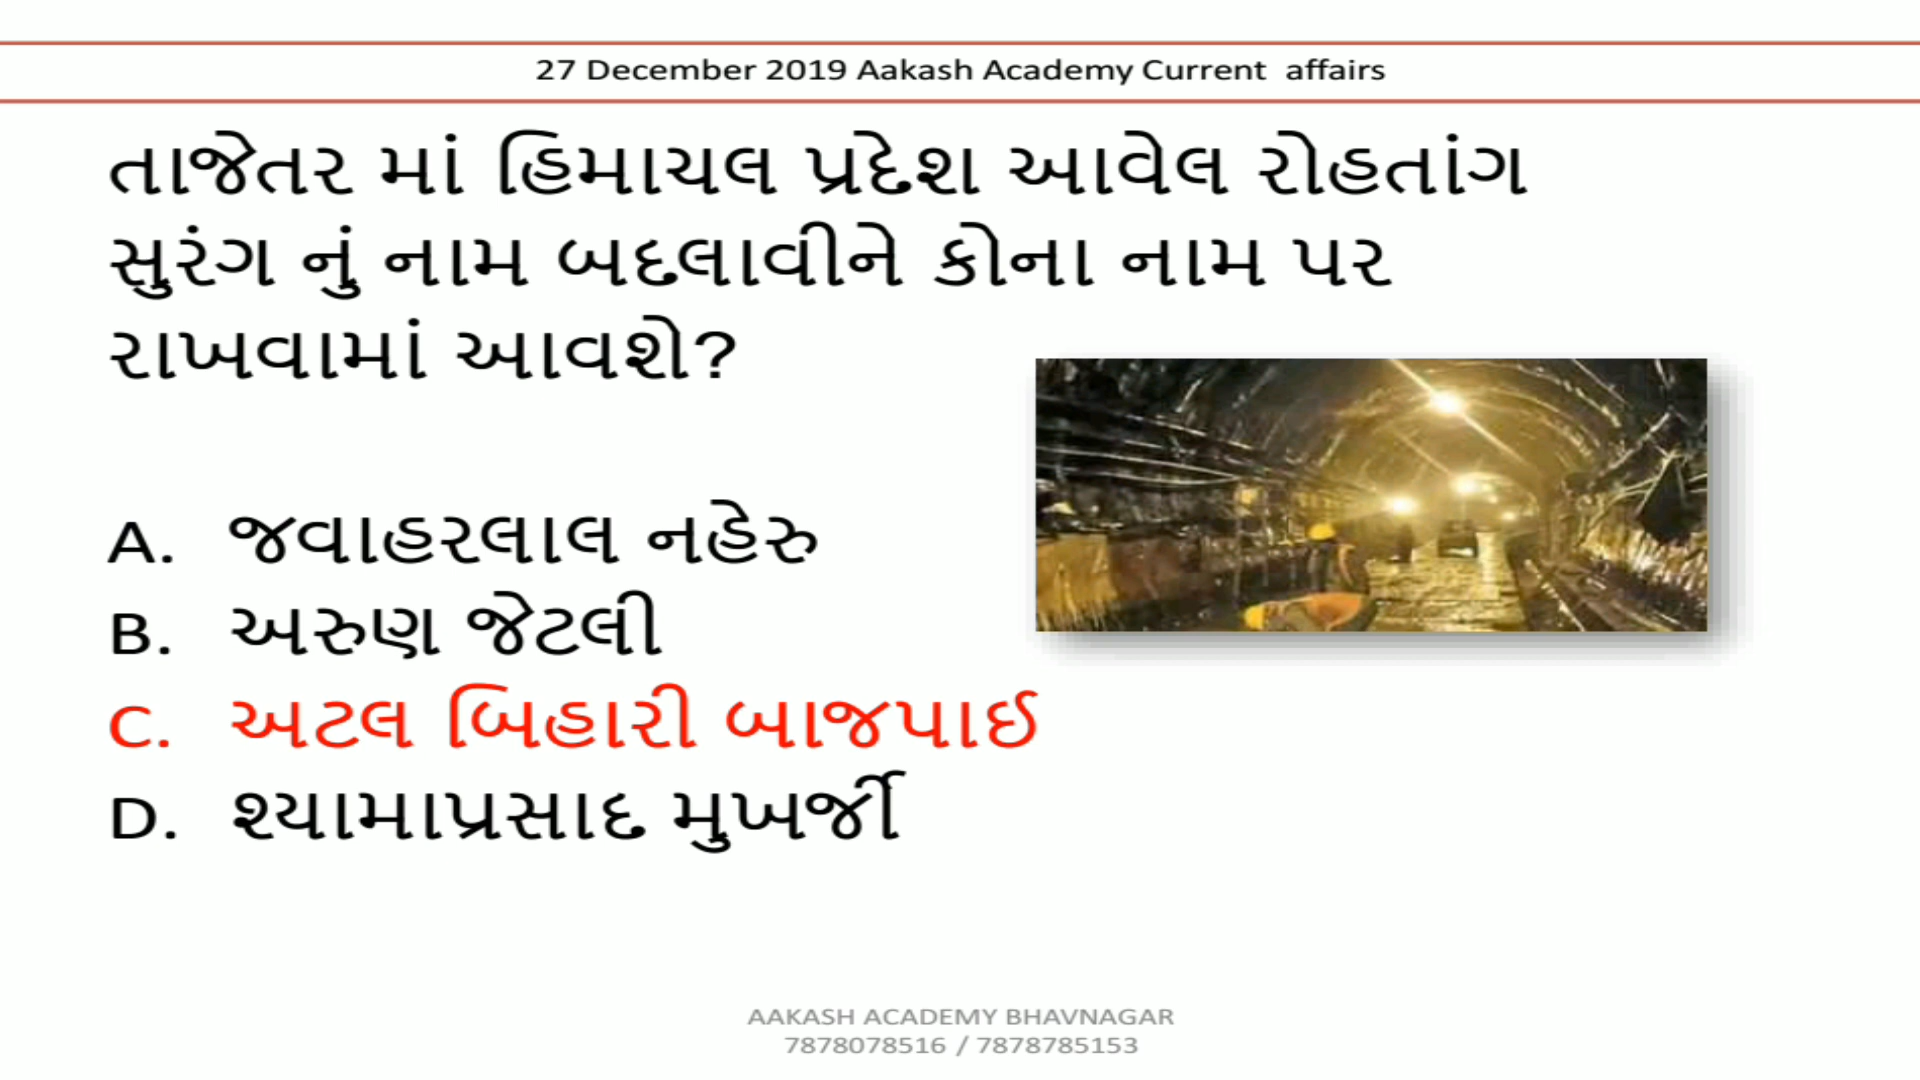 27 December 2019 Aakash Academy Current affairs
તાજેતર માં હિમાચલ પ્રદેશ આવેલ રોહતાંગ
સુરંગ નું નામ બદલાવીને કોના નામ પર
રાખવામાં આવશે?
A. જવાહરલાલ નહેરુ
B. અરુણ જેટલી
C. અટલ બિહારી બાજપાઈ
D. શ્યામાપ્રસાદ મુખર્જી
AAKASH ACADEMY BHAVNAGAR
7878078516 / 7878785153